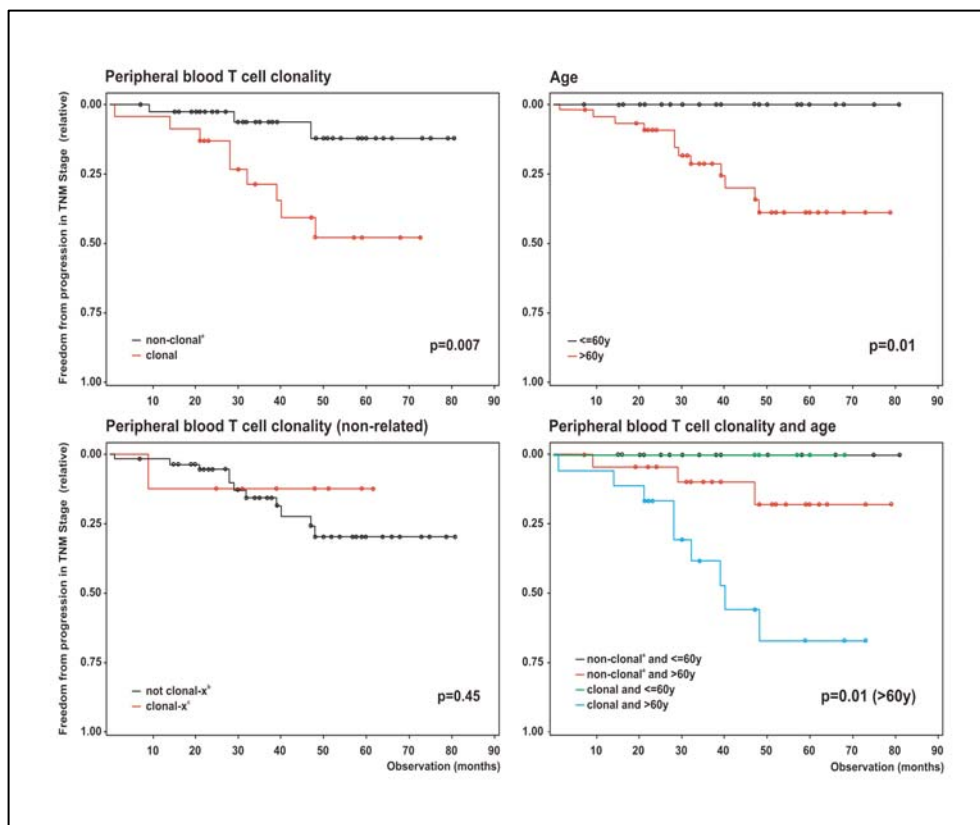 Peripheral blood T cell clonality
Freedom from progression in TNM Stage (relative)
0.00
0.25
0.50
0.75
1.00
non-clonalᵃ
clonal
p=0.007
10 20 30 40 50 60 70 80 90
Age
0.00
0.25
0.50
0.75
1.00
<=60y
>60y
p=0.01
10 20 30 40 50 60 70 80 90
Peripheral blood T cell clonality (non-related)
Freedom from progression in TNM Stage (relative)
0.00
0.25
0.50
0.75
1.00
not clonal-xᵇ
p=0.45
10 20 30 40 50 60 70 80 90
Observation (months)
Peripheral blood T cell clonality and age
0.00
0.25
0.50
0.75
1.00
non-clonalᵃ and <=60y
non-clonalᵃ and >60y
clonal and <=60y
clonal and >60y
p=0.01 (>60y)
10 20 30 40 50 60 70 80 90
Observation (months)